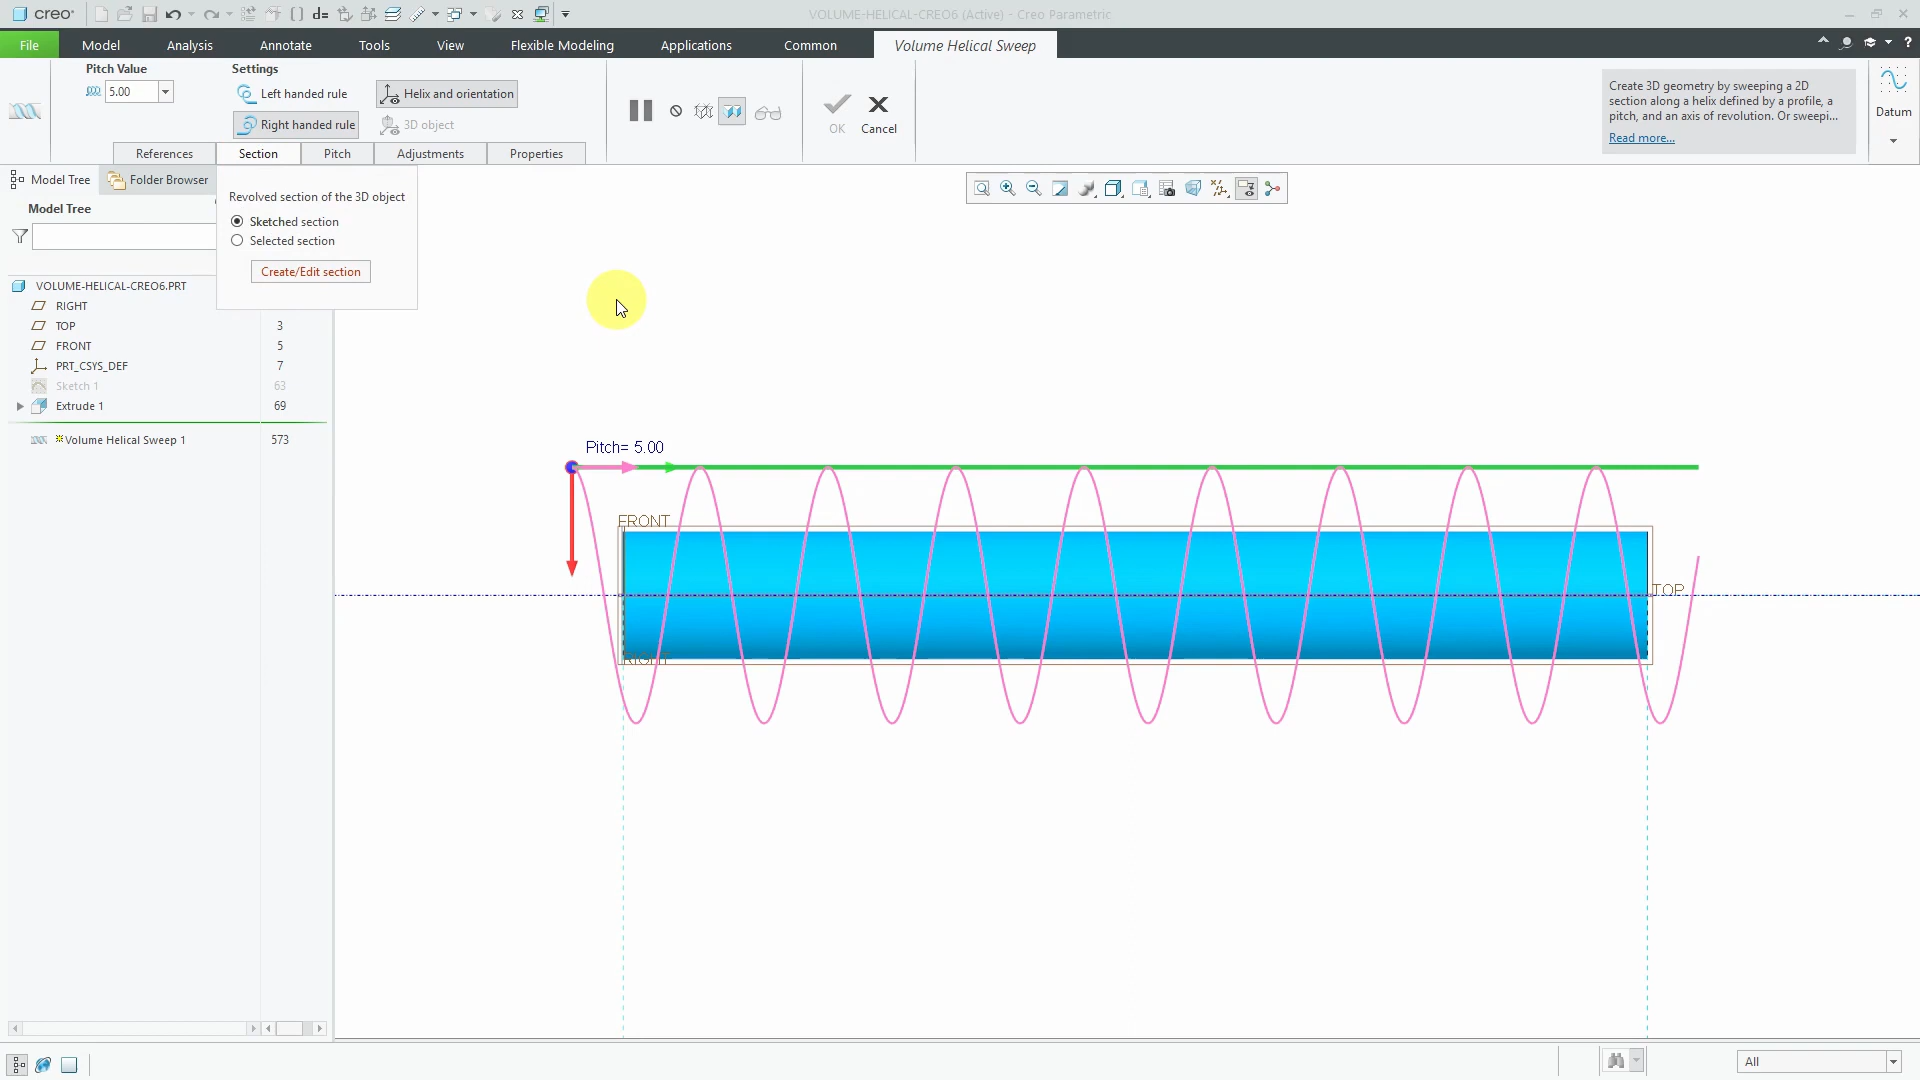 creo
VOLUME-HELICAL-CREO6 (Active) - Creo Parametric
File
Model
Analysis
Annotate
Tools
View
Flexible Modeling
Applications
Common
Volume Helical Sweep
Pitch Value
5.00
Settings
Left handed rule
Helix and orientation
Right handed rule
3D object
OK
Cancel
Create 3D geometry by sweeping a 2D
section along a helix defined by a profile, a
pitch, and an axis of revolution. Or sweepi...
Read more...
Datum
References
Section
Pitch
Adjustments
Properties
Model Tree
Folder Browser
Model Tree
Revolved section of the 3D object
Sketched section
Selected section
Create/Edit section
VOLUME-HELICAL-CREO6.PRT
RIGHT
TOP 3
FRONT 5
PRT_CSYS_DEF 7
Sketch 1 63
Extrude 1 69
Volume Helical Sweep 1 573
Pitch= 5.00
FRONT
TOP
RIGHT
All